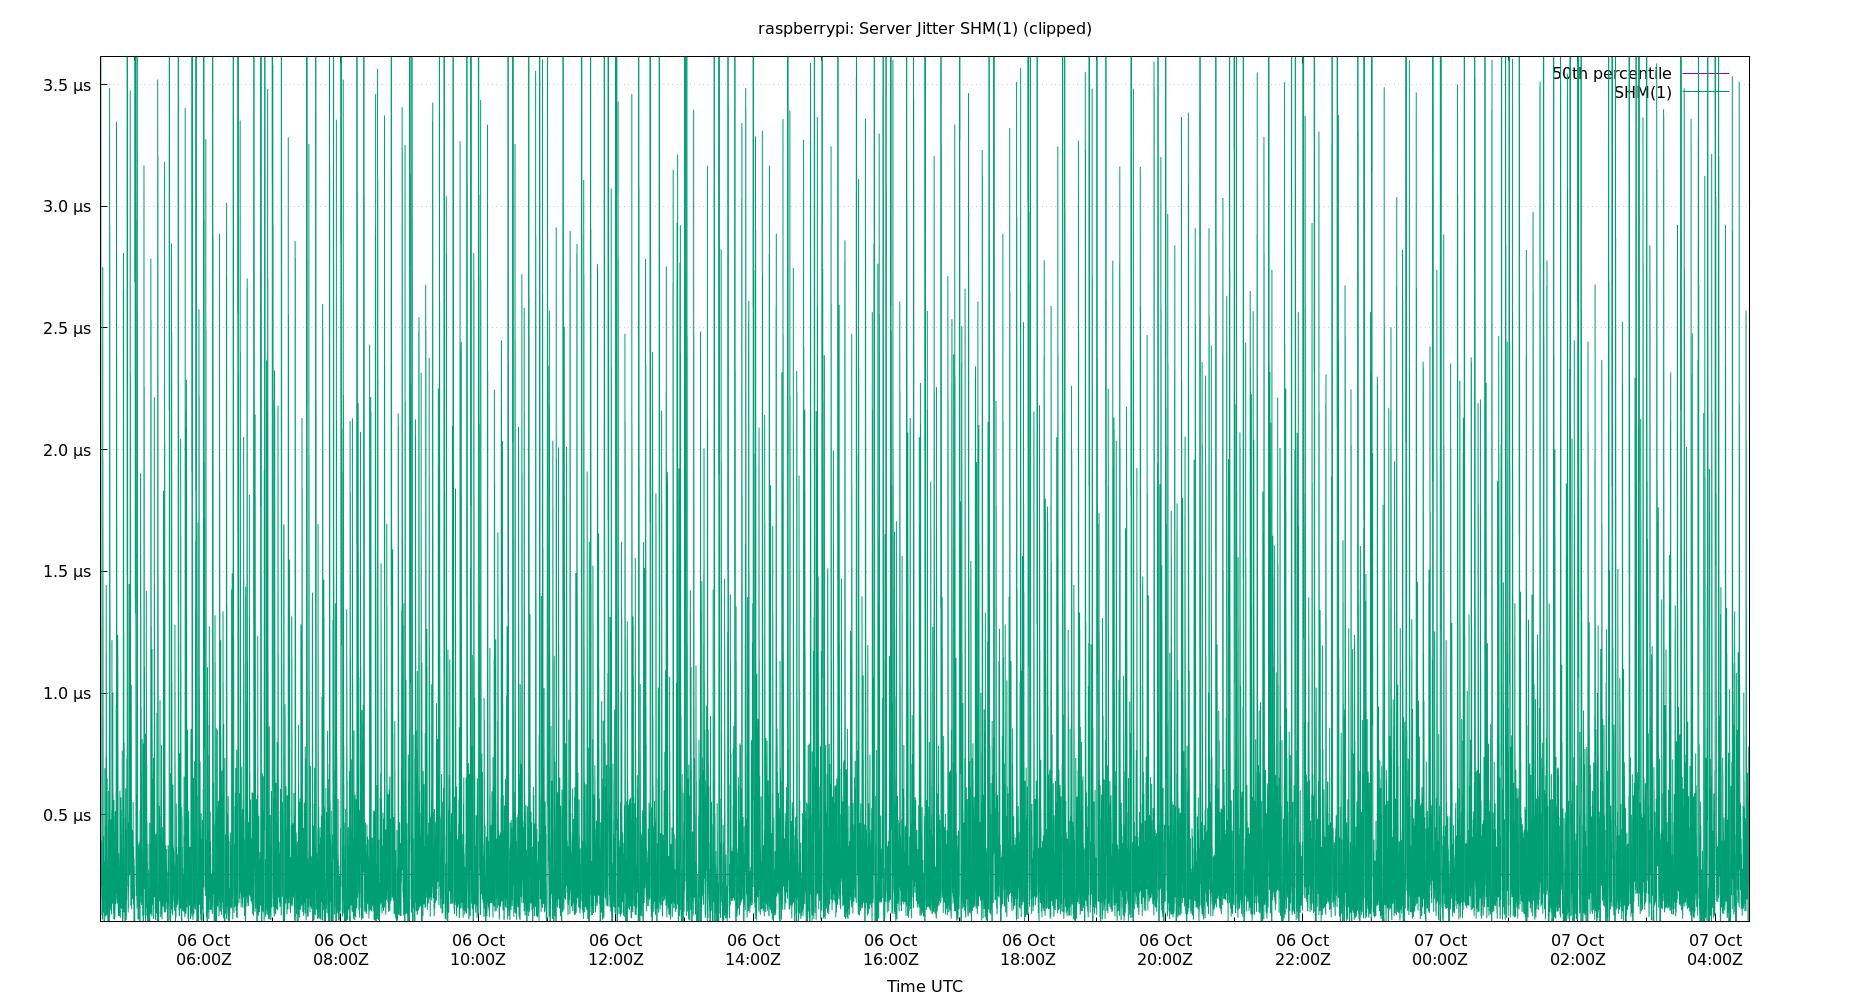 raspberrypi: Server Jitter SHM(1) (clipped)
50th percentile
SHM(1)
3.5 µs
3.0 µs
2.5 µs
2.0 µs
1.5 µs
1.0 µs
0.5 µs
06 Oct 06 Oct 06 Oct 06 Oct 06 Oct 06 Oct 06 Oct 06 Oct 06 Oct 07 Oct 07 Oct 07 Oct
06:00Z 08:00Z 10:00Z 12:00Z 14:00Z 16:00Z 18:00Z 20:00Z 22:00Z 00:00Z 02:00Z 04:00Z
Time UTC